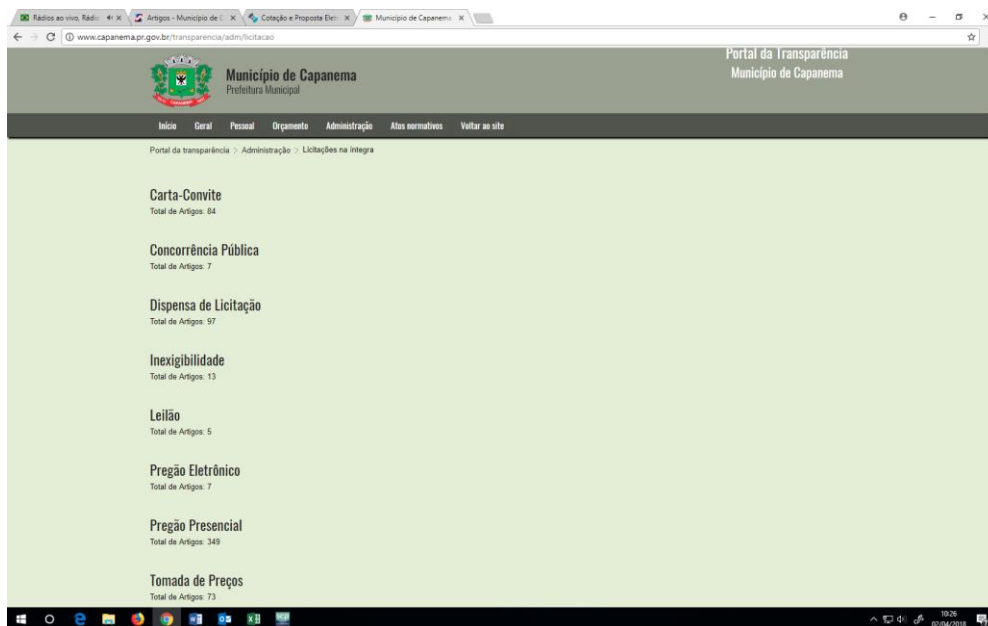 Rádios ao vivo, Rádio
Artigos - Município de C
Cotação e Proposta Elet
Município de Capanema
www.capanema.pr.gov.br/transparencia/adm/licitacao
Portal da Transparência
Município de Capanema
Município de Capanema
Prefeitura Municipal
Início Geral Pessoal Orçamento Administração Atos normativos Voltar ao site
Portal da transparência > Administração > Licitações na íntegra
Carta-Convite
Total de Artigos: 84
Concorrência Pública
Total de Artigos: 7
Dispensa de Licitação
Total de Artigos: 97
Inexigibilidade
Total de Artigos: 13
Leilão
Total de Artigos: 5
Pregão Eletrônico
Total de Artigos: 7
Pregão Presencial
Total de Artigos: 349
Tomada de Preços
Total de Artigos: 73
10:26
02/04/2018